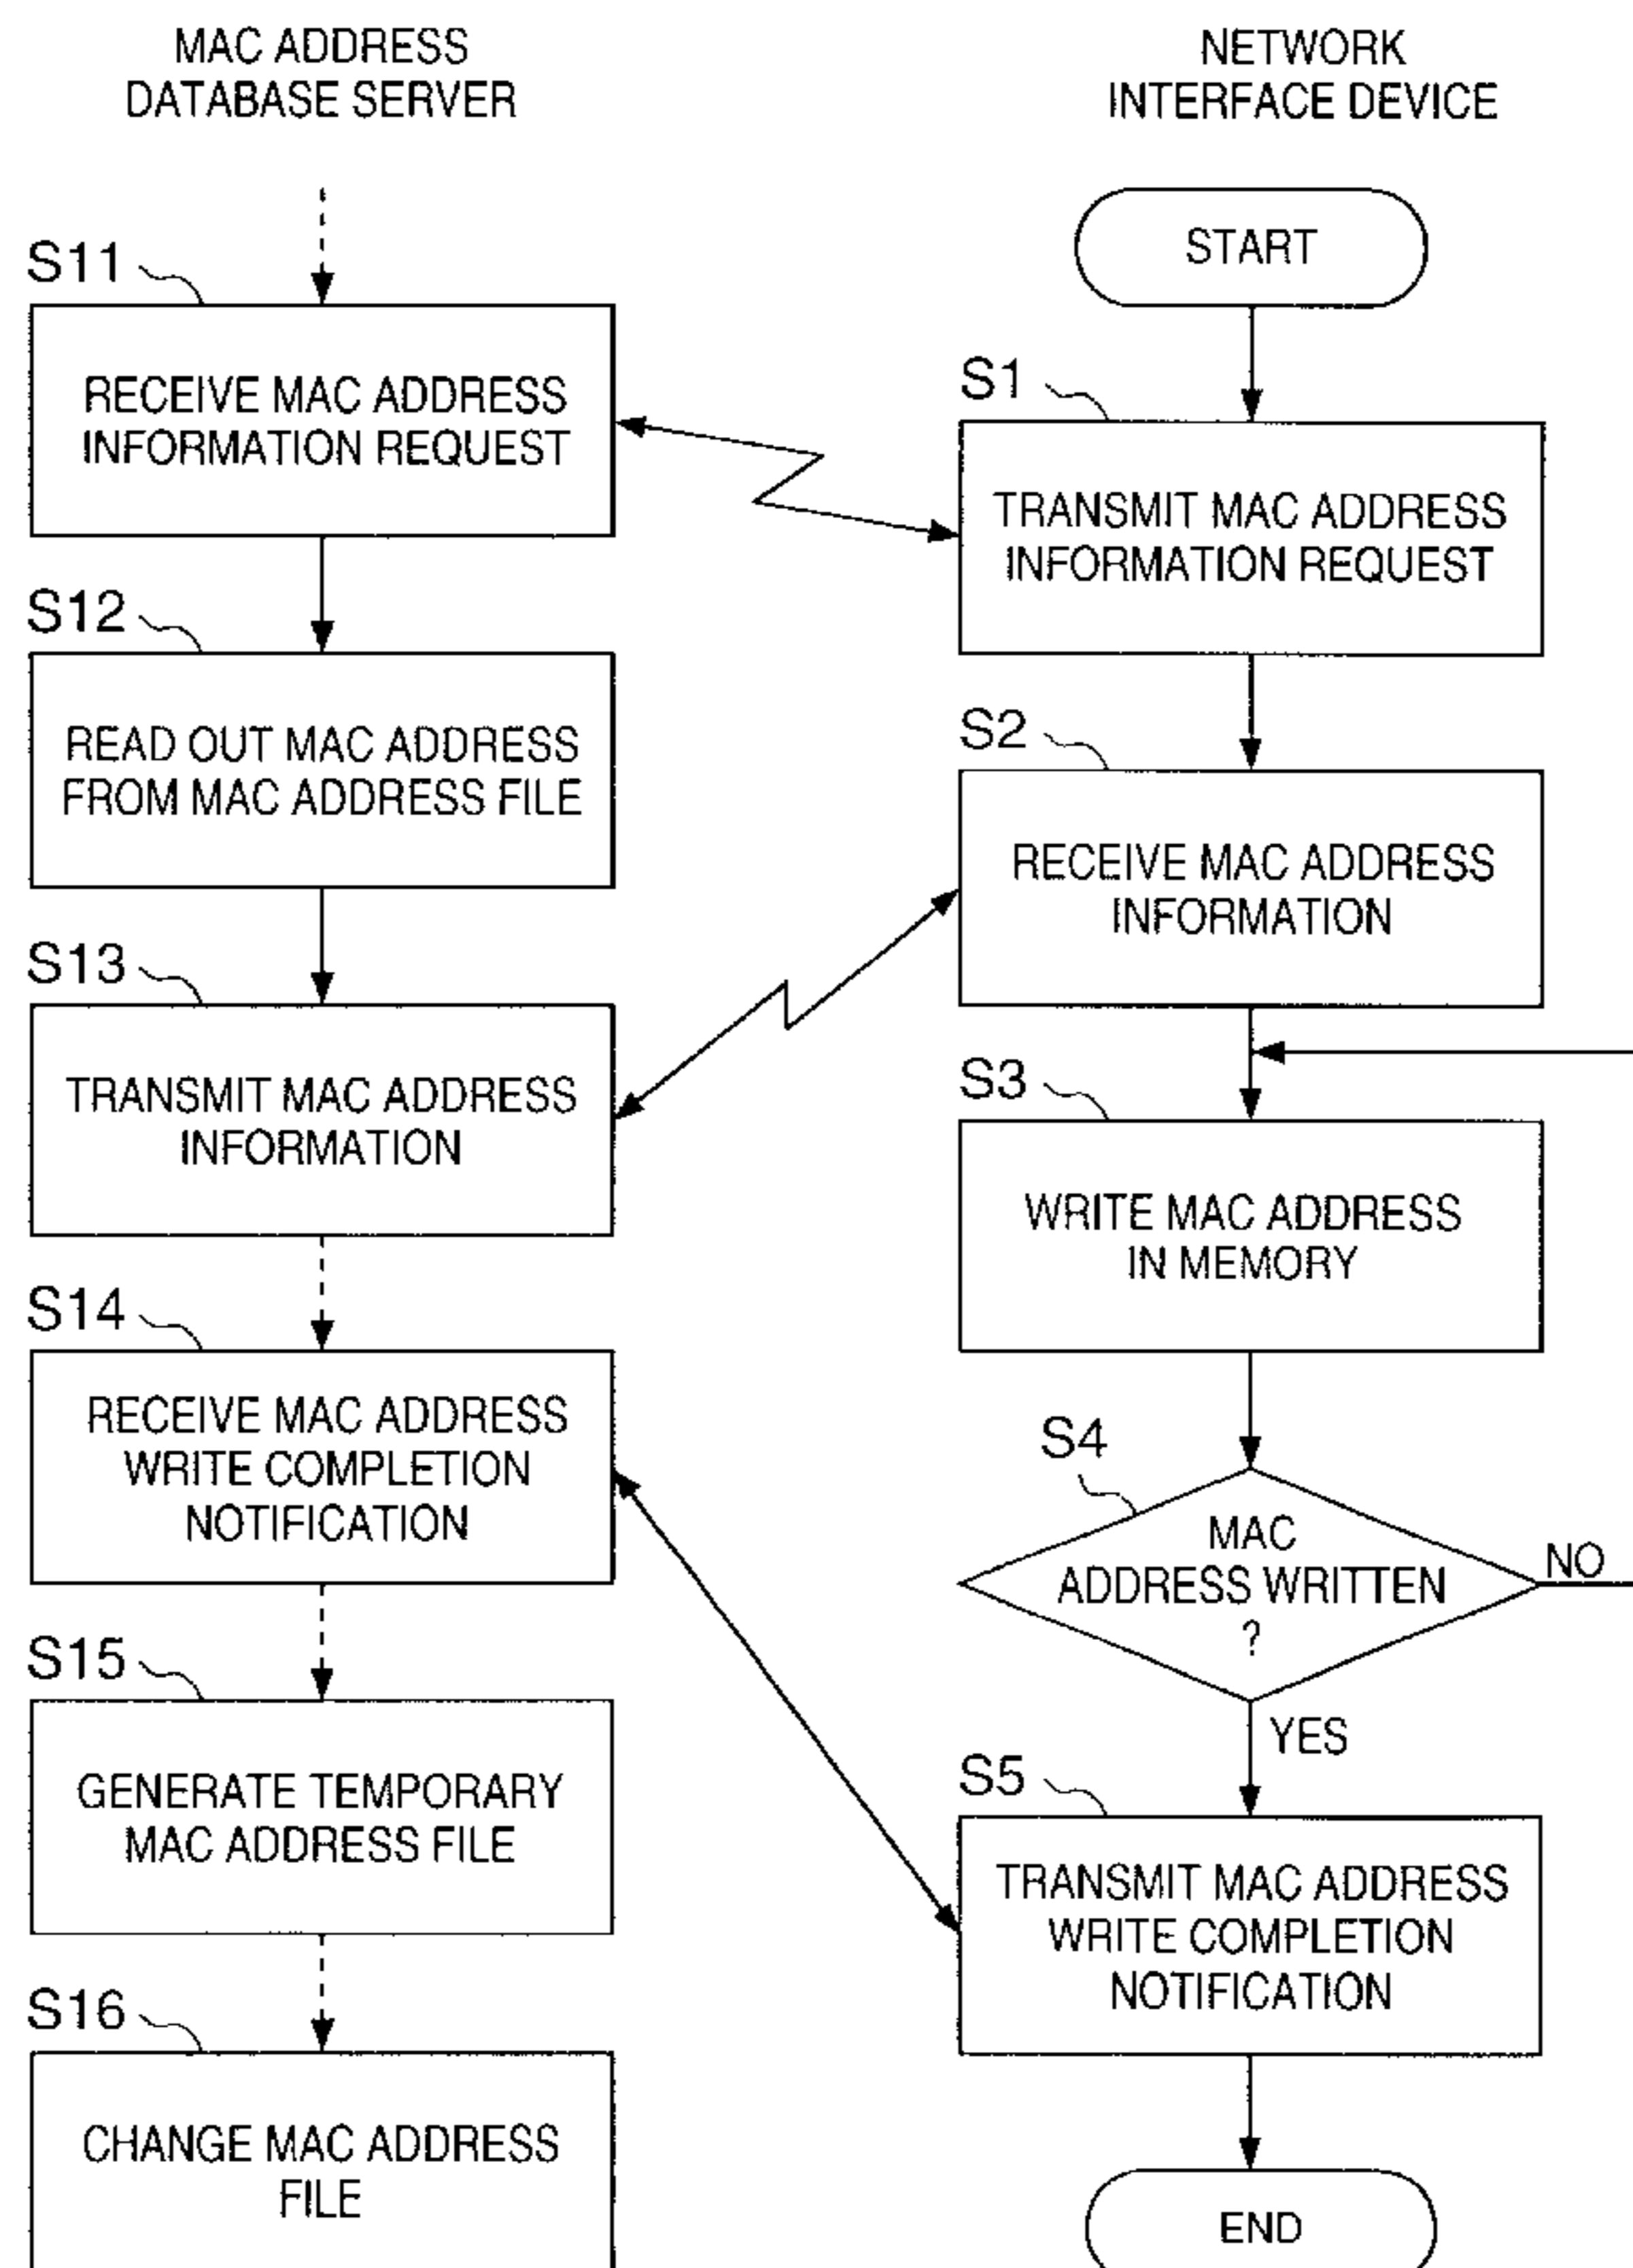 MAC ADDRESS
DATABASE SERVER
S11
RECEIVE MAC ADDRESS
INFORMATION REQUEST
S12
READ OUT MAC ADDRESS
FROM MAC ADDRESS FILE
S13
TRANSMIT MAC ADDRESS
INFORMATION
S14
RECEIVE MAC ADDRESS
WRITE COMPLETION
NOTIFICATION
S15
GENERATE TEMPORARY
MAC ADDRESS FILE
S16
CHANGE MAC ADDRESS
FILE
NETWORK
INTERFACE DEVICE
START
S1
TRANSMIT MAC ADDRESS
INFORMATION REQUEST
S2
RECEIVE MAC ADDRESS
INFORMATION
S3
WRITE MAC ADDRESS
IN MEMORY
S4
MAC
ADDRESS WRITTEN
?
NO
YES
S5
TRANSMIT MAC ADDRESS
WRITE COMPLETION
NOTIFICATION
END